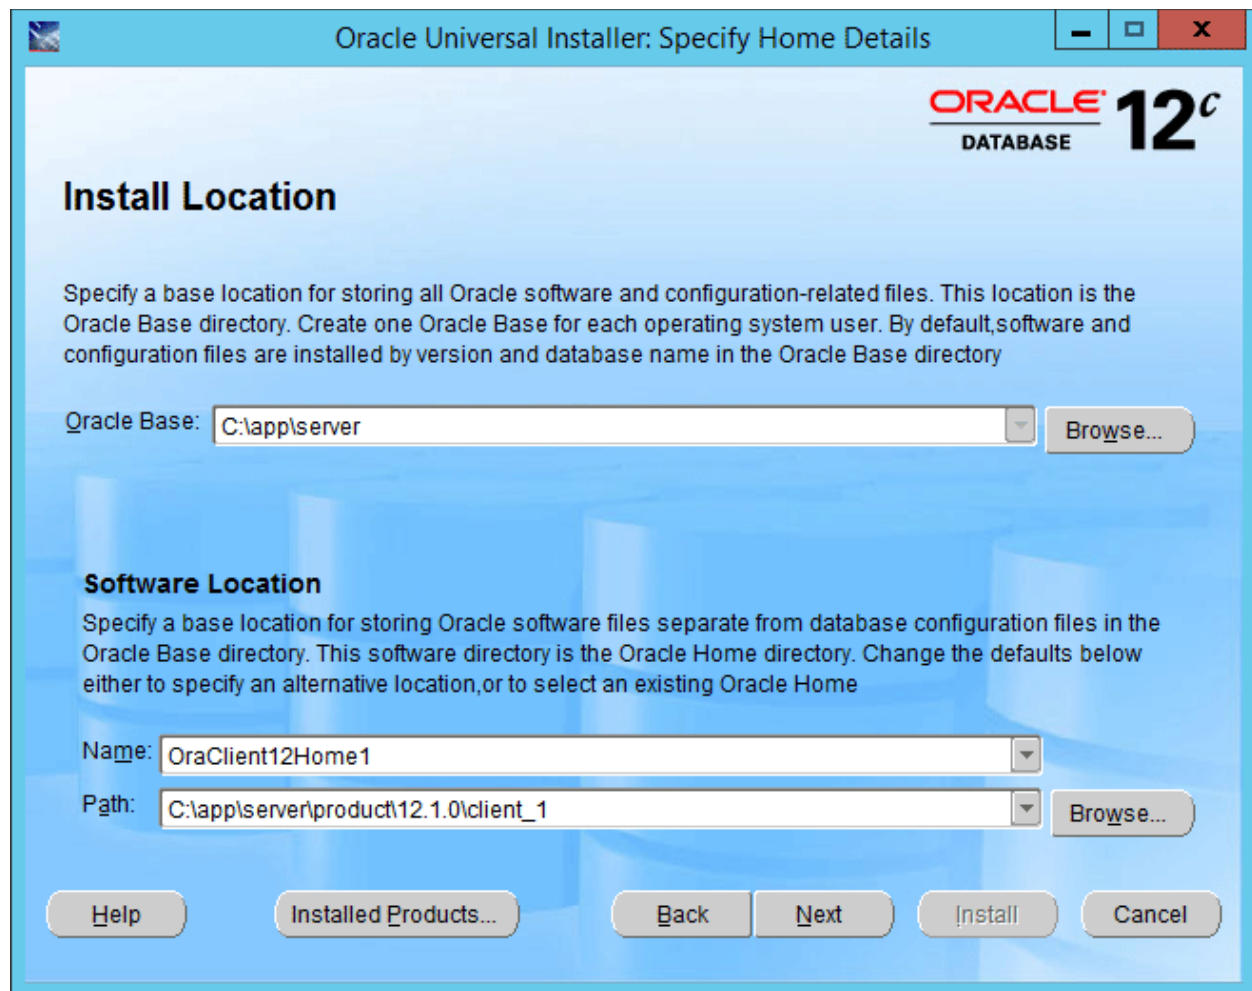 Oracle Universal Installer: Specify Home Details
ORACLE
DATABASE
12c
Install Location
Specify a base location for storing all Oracle software and configuration-related files. This location is the
Oracle Base directory. Create one Oracle Base for each operating system user. By default,software and
configuration files are installed by version and database name in the Oracle Base directory
Oracle Base: C:\app\server Browse...
Software Location
Specify a base location for storing Oracle software files separate from database configuration files in the
Oracle Base directory. This software directory is the Oracle Home directory. Change the defaults below
either to specify an alternative location,or to select an existing Oracle Home
Name: OraClient12Home1
Path: C:\app\server\product\12.1.0\client_1 Browse...
Help Installed Products... Back Next Install Cancel